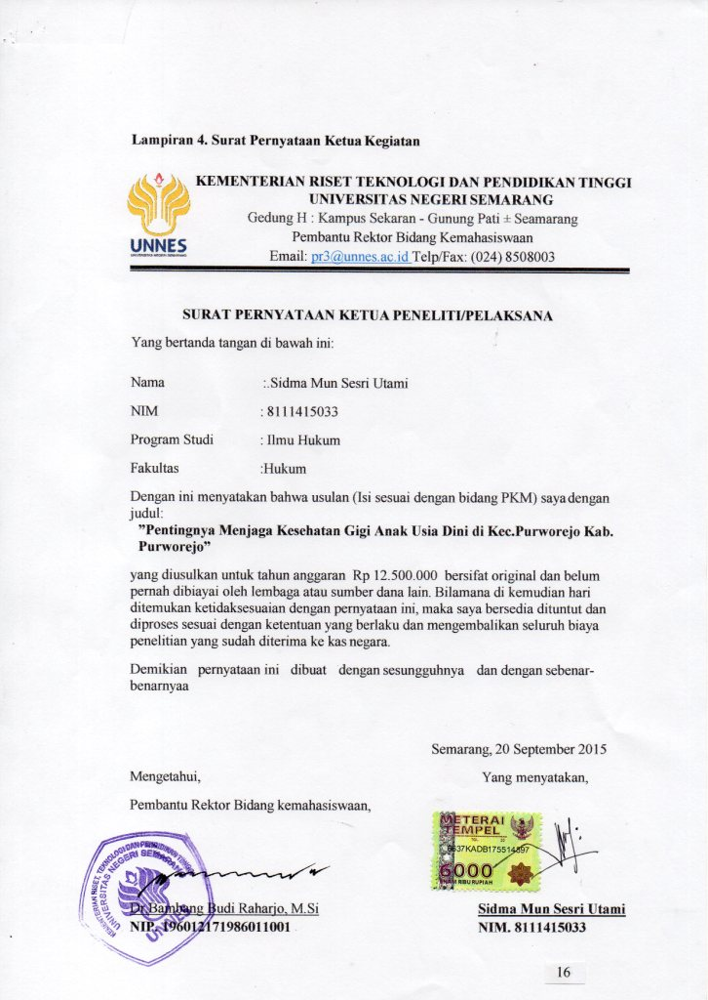 Lampiran 4. Surat Pernyataan Ketua Kegiatan
KEMENTERIAN RISET TEKNOLOGI DAN PENDIDIKAN TINGGI
UNIVERSITAS NEGERI SEMARANG
Gedung H : Kampus Sekaran - Gunung Pati ± Seamarang
Pembantu Rektor Bidang Kemahasiswaan
Email: pr3@unnes.ac.id Telp/Fax: (024) 8508003
UNNES
UNIVERSITAS NEGERI SEMARANG
SURAT PERNYATAAN KETUA PENELITI/PELAKSANA
Yang bertanda tangan di bawah ini:
Nama :.Sidma Mun Sesri Utami
NIM : 8111415033
Program Studi : Ilmu Hukum
Fakultas :Hukum
Dengan ini menyatakan bahwa usulan (Isi sesuai dengan bidang PKM) saya dengan
judul:
”Pentingnya Menjaga Kesehatan Gigi Anak Usia Dini di Kec.Purworejo Kab.
Purworejo”
yang diusulkan untuk tahun anggaran Rp 12.500.000 bersifat original dan belum
pernah dibiayai oleh lembaga atau sumber dana lain. Bilamana di kemudian hari
ditemukan ketidaksesuaian dengan pernyataan ini, maka saya bersedia dituntut dan
diproses sesuai dengan ketentuan yang berlaku dan mengembalikan seluruh biaya
penelitian yang sudah diterima ke kas negara.
Demikian pernyataan ini dibuat dengan sesungguhnya dan dengan sebenar-
benarnyaa
Semarang, 20 September 2015
Mengetahui, Yang menyatakan,
Pembantu Rektor Bidang kemahasiswaan,
METERAI
TEMPEL
TGL. 20
6637KADB175514897
6000
ENAM RIBU RUPIAH
KEMENTERIAN RISET, TEKNOLOGI DAN PENDIDIKAN TINGGI
UNIVERSITAS NEGERI SEMARANG
UNNES
Dr Bambang Budi Raharjo, M.Si Sidma Mun Sesri Utami
NIP. 196012171986011001 NIM. 8111415033
16